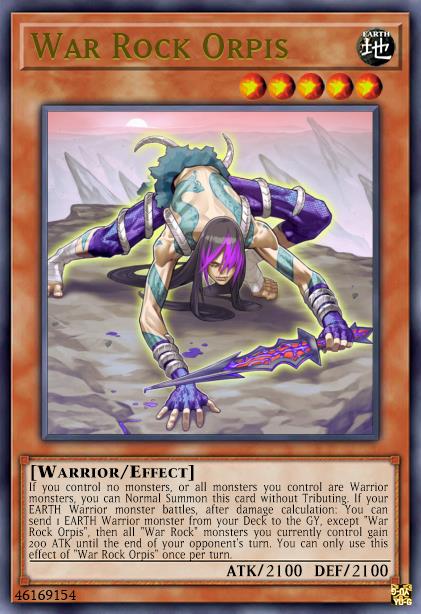 War Rock Orpis
EARTH
地
[Warrior/Effect]
If you control no monsters, or all monsters you control are Warrior
monsters, you can Normal Summon this card without Tributing. If your
EARTH Warrior monster battles, after damage calculation: You can
send 1 EARTH Warrior monster from your Deck to the GY, except "War
Rock Orpis", then all "War Rock" monsters you currently control gain
200 ATK until the end of your opponent's turn. You can only use this
effect of "War Rock Orpis" once per turn.
ATK/2100 DEF/2100
46169154